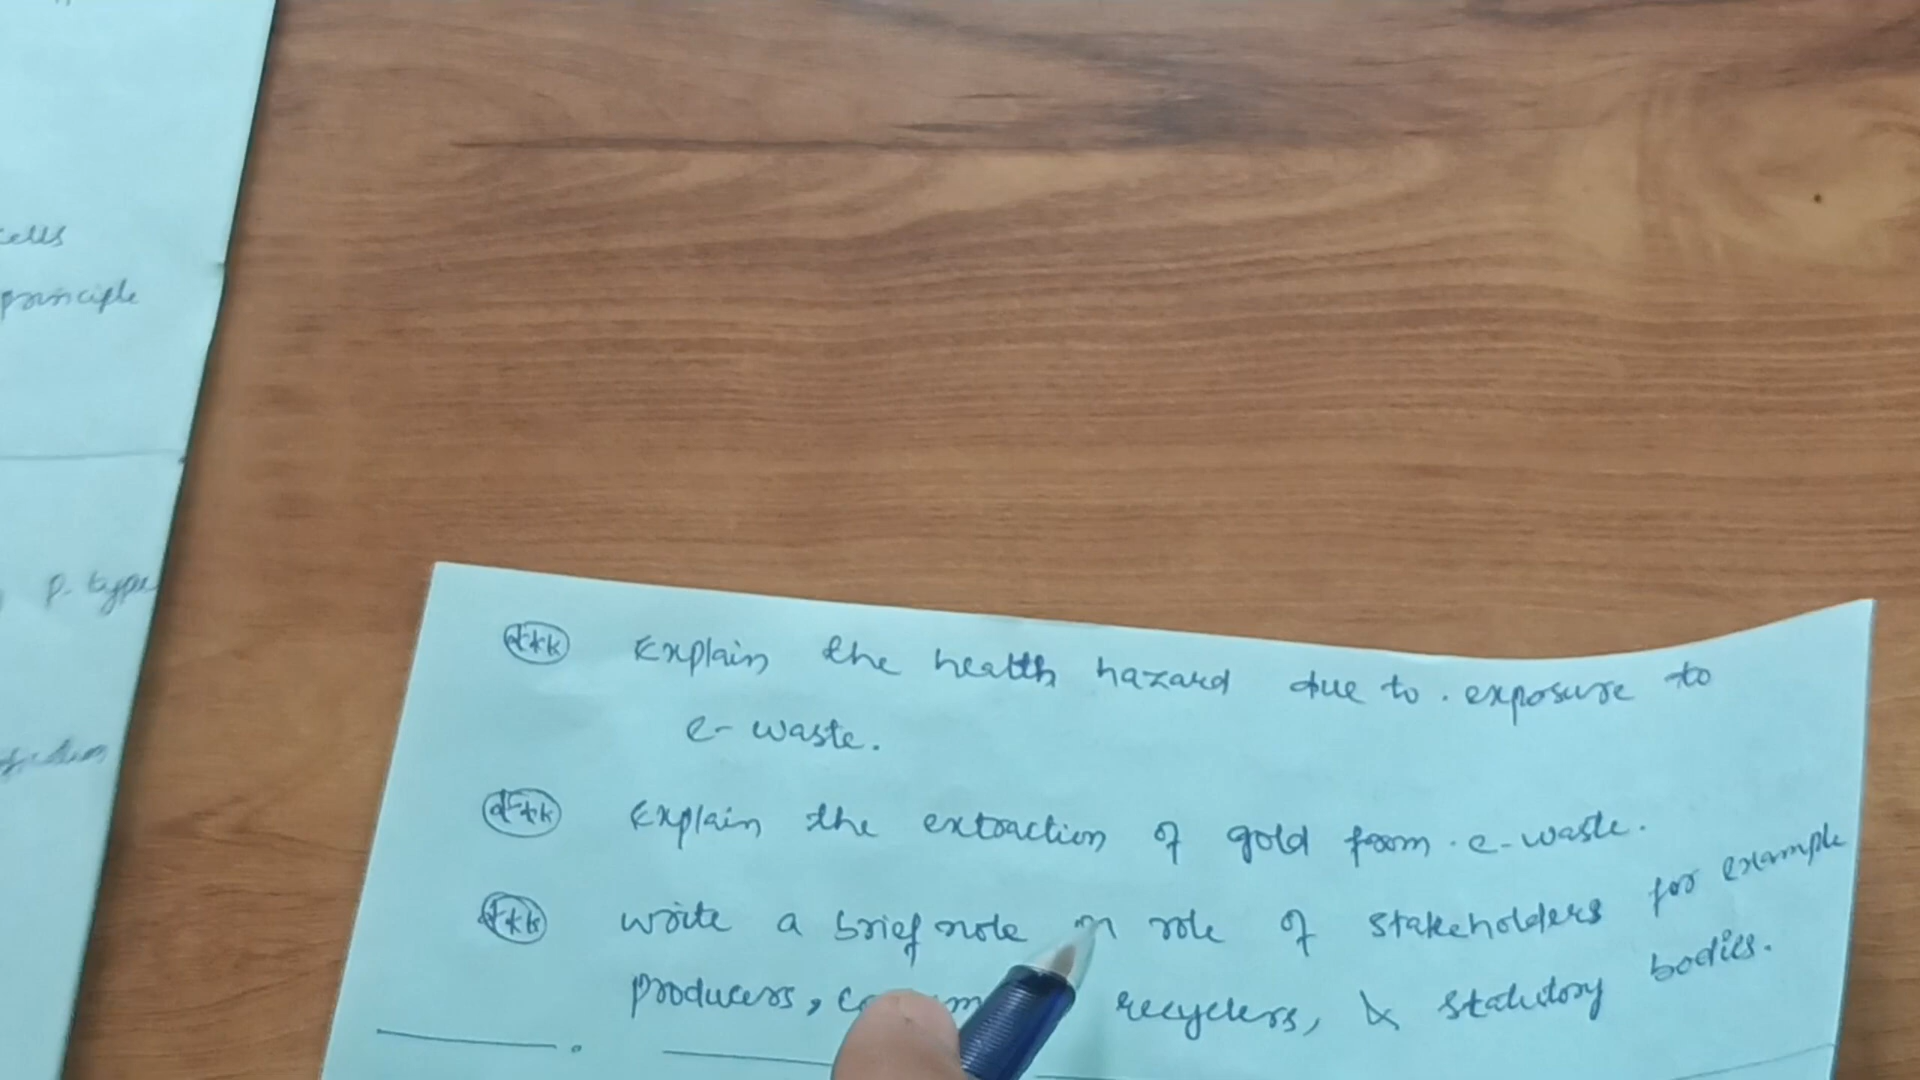 cells
principle
p. type
*** Explain the health hazard due to exposure to
e-waste.
*** Explain the extraction of gold from e-waste.
*** write a brief note on role of stakeholders for example
producers, recyclers, & statutory bodies.